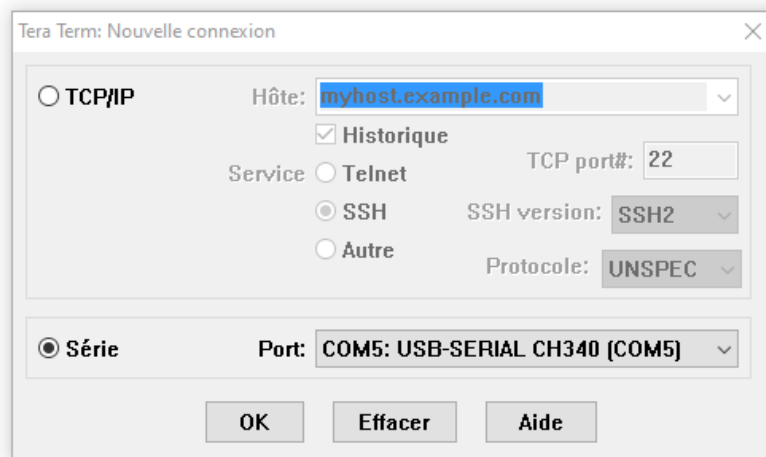 Tera Term: Nouvelle connexion
TCP/IP
Hôte: myhost.example.com
Historique
Service Telnet
TCP port#: 22
SSH
SSH version: SSH2
Autre
Protocole: UNSPEC
Série
Port: COM5: USB-SERIAL CH340 (COM5)
OK Effacer Aide